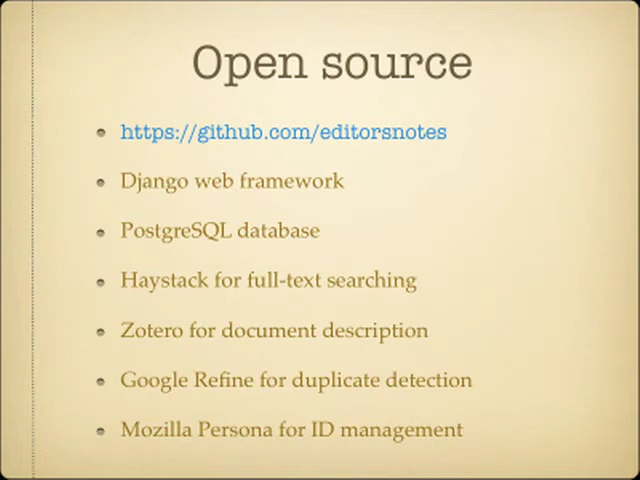 Open source
https://github.com/editorsnotes
Django web framework
PostgreSQL database
Haystack for full-text searching
Zotero for document description
Google Refine for duplicate detection
Mozilla Persona for ID management